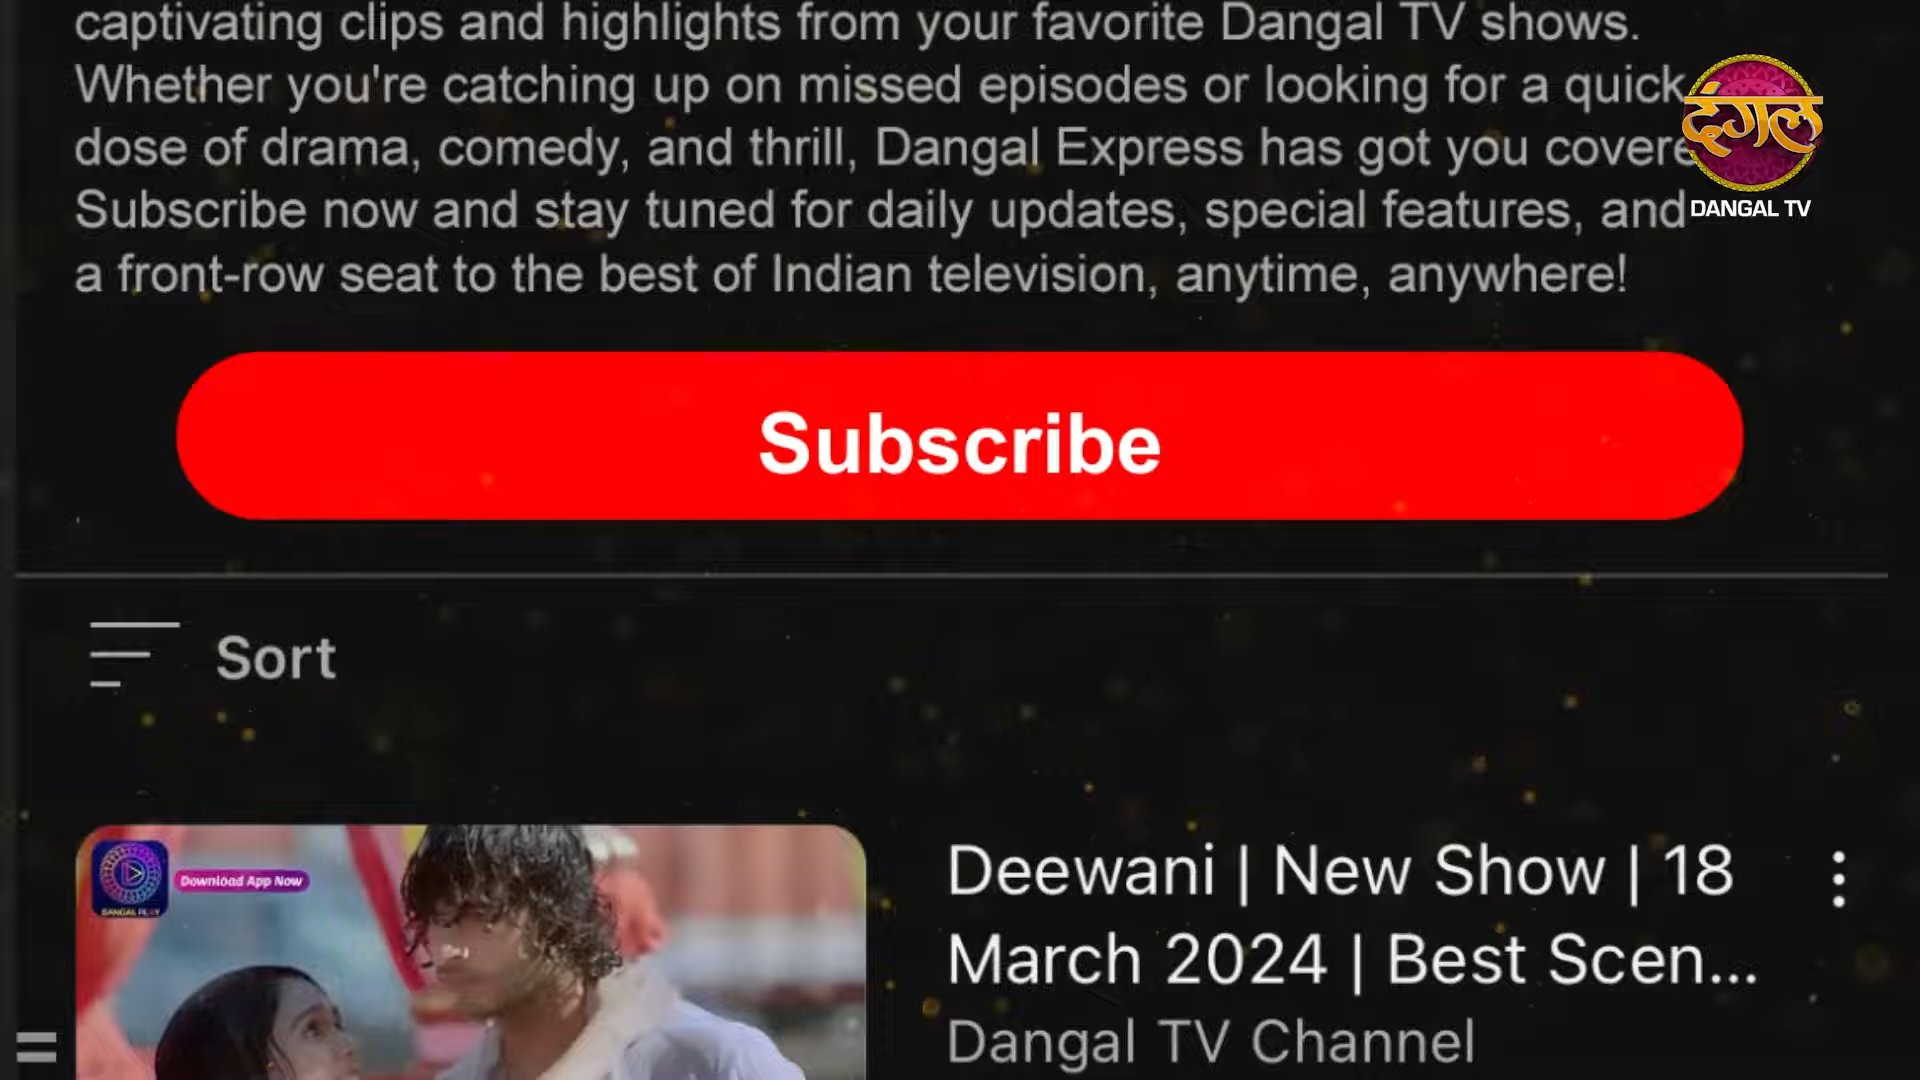 captivating clips and highlights from your favorite Dangal TV shows.
Whether you're catching up on missed episodes or looking for a quick
dose of drama, comedy, and thrill, Dangal Express has got you covere
Subscribe now and stay tuned for daily updates, special features, and
a front-row seat to the best of Indian television, anytime, anywhere!
दंगल
DANGAL TV
Subscribe
Sort
Download App Now
DANGAL PLAY
Deewani | New Show | 18
March 2024 | Best Scen...
Dangal TV Channel